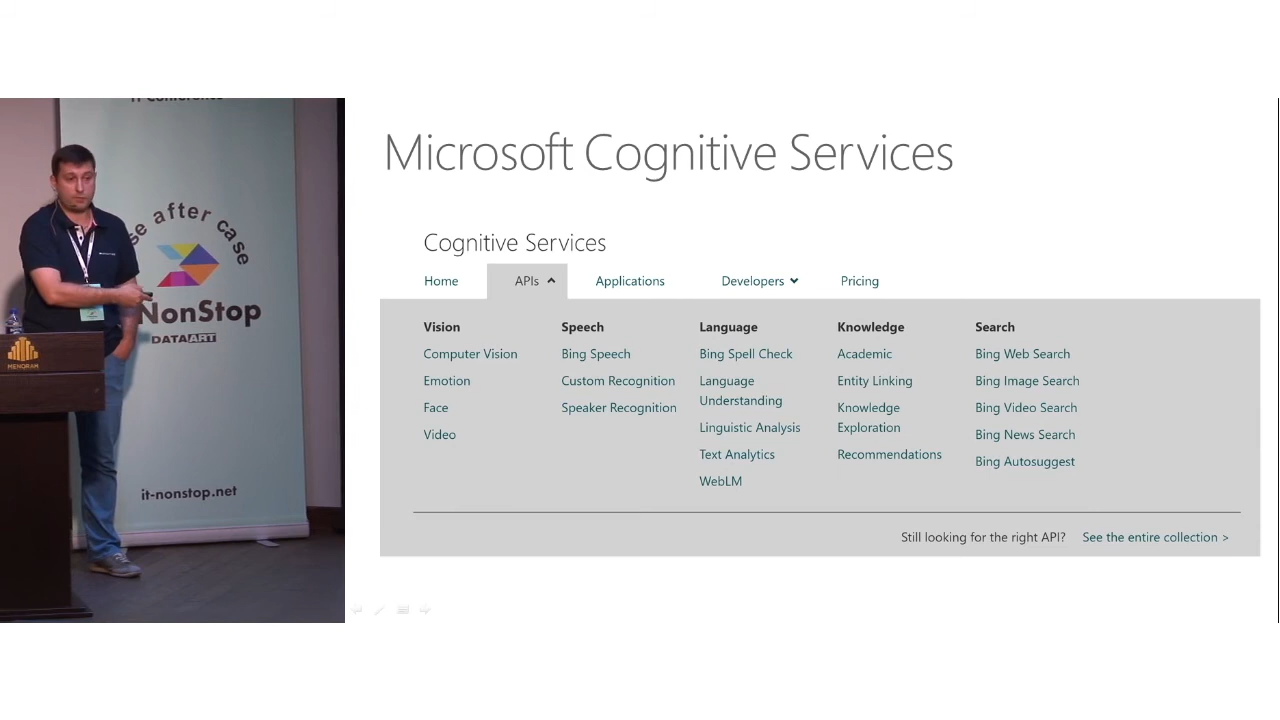 IT Conference
case after case
NonStop
DATAART
it-nonstop.net
MENORAH
Microsoft Cognitive Services
Cognitive Services
Home APIs Applications Developers Pricing
Vision
Computer Vision
Emotion
Face
Video
Speech
Bing Speech
Custom Recognition
Speaker Recognition
Language
Bing Spell Check
Language
Understanding
Linguistic Analysis
Text Analytics
WebLM
Knowledge
Academic
Entity Linking
Knowledge
Exploration
Recommendations
Search
Bing Web Search
Bing Image Search
Bing Video Search
Bing News Search
Bing Autosuggest
Still looking for the right API? See the entire collection >